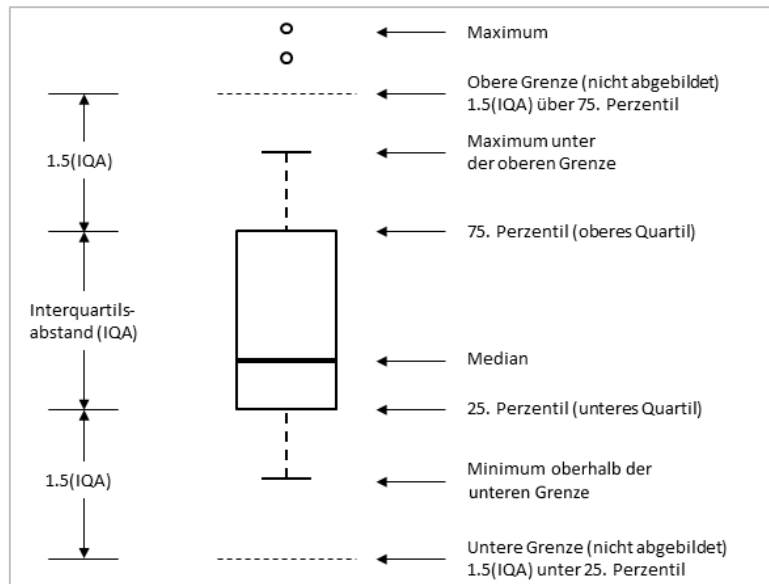 Maximum
Obere Grenze (nicht abgebildet)
1.5(IQA) über 75. Perzentil
Maximum unter
der oberen Grenze
1.5(IQA)
75. Perzentil (oberes Quartil)
Interquartils-
abstand (IQA)
Median
25. Perzentil (unteres Quartil)
Minimum oberhalb der
unteren Grenze
1.5(IQA)
Untere Grenze (nicht abgebildet)
1.5(IQA) unter 25. Perzentil